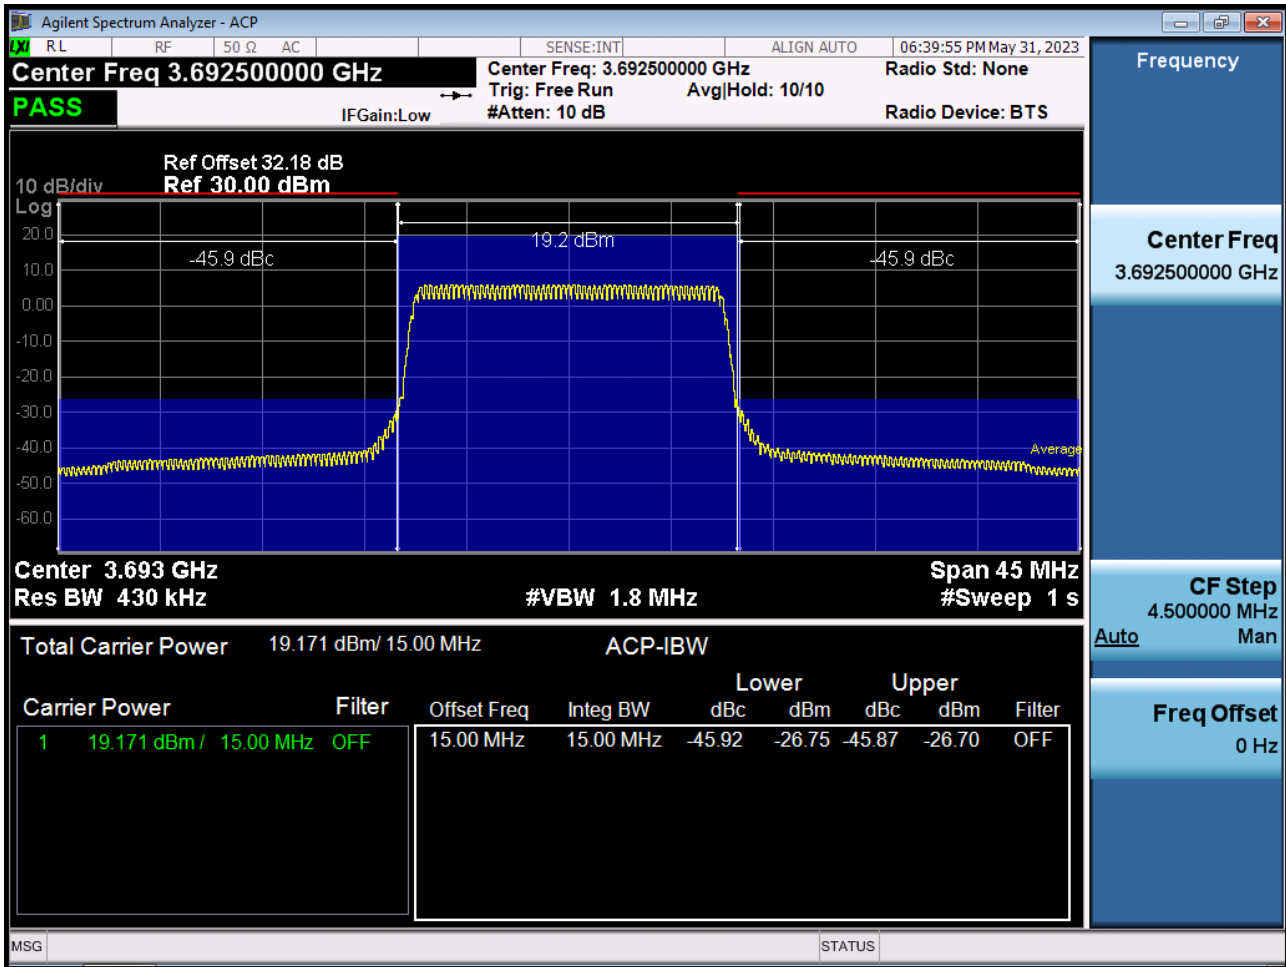 Agilent Spectrum Analyzer - ACP
LXI RL RF 50 Ω AC SENSE:INT ALIGN AUTO 06:39:55 PM May 31, 2023
Center Freq 3.692500000 GHz
PASS
IFGain:Low
Center Freq: 3.692500000 GHz
Trig: Free Run Avg|Hold: 10/10
#Atten: 10 dB
Radio Std: None
Radio Device: BTS
Ref Offset 32.18 dB
10 dB/div Ref 30.00 dBm
Log
20.0
10.0
0.00
-10.0
-20.0
-30.0
-40.0
-50.0
-60.0
-45.9 dBc
19.2 dBm
-45.9 dBc
Average
Center 3.693 GHz Span 45 MHz
Res BW 430 kHz #VBW 1.8 MHz #Sweep 1 s
Total Carrier Power 19.171 dBm/ 15.00 MHz ACP-IBW
Lower Upper
Carrier Power Filter Offset Freq Integ BW dBc dBm dBc dBm Filter
1 19.171 dBm / 15.00 MHz OFF 15.00 MHz 15.00 MHz -45.92 -26.75 -45.87 -26.70 OFF
MSG STATUS
Frequency
Center Freq
3.692500000 GHz
CF Step
4.500000 MHz
Auto Man
Freq Offset
0 Hz